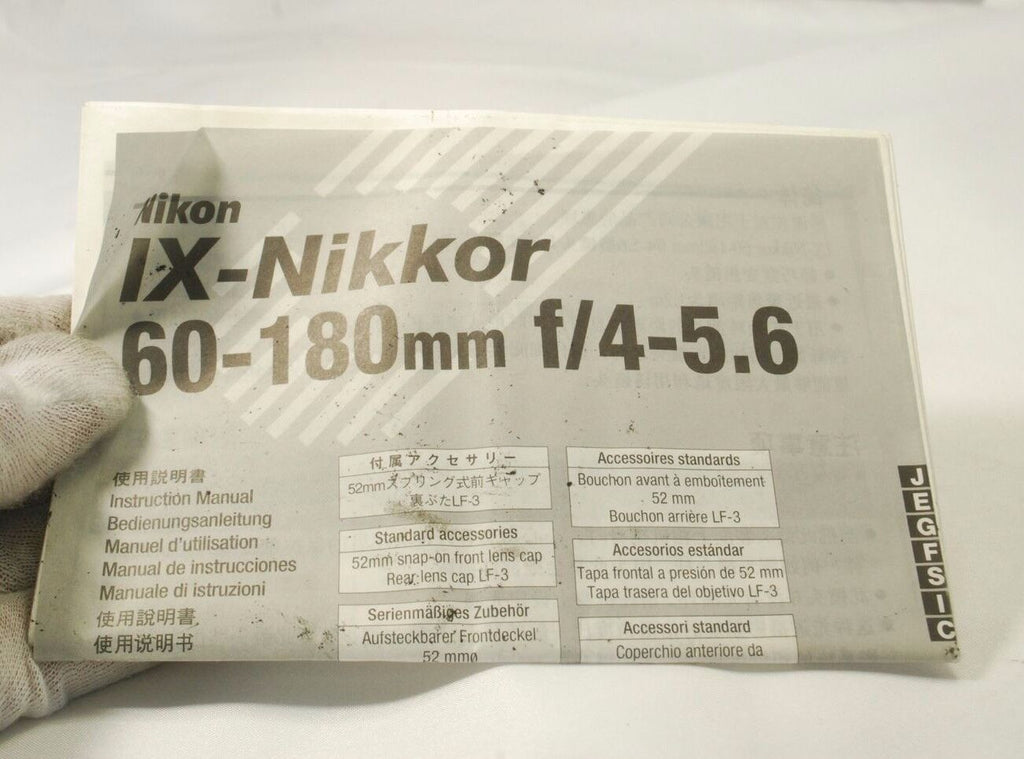 Nikon
IX-Nikkor
60-180mm f/4-5.6
使用説明書
Instruction Manual
Bedienungsanleitung
Manuel d'utilisation
Manual de instrucciones
Manuale di istruzioni
使用說明書
使用说明书
付属アクセサリー
52mmスプリング式前キャップ
裏ぶたLF-3
Standard accessories
52mm snap-on front lens cap
Rear lens cap LF-3
Serienmäßiges Zubehör
Aufsteckbarer Frontdeckel
52 mmø
Accessoires standards
Bouchon avant à emboîtement
52 mm
Bouchon arrière LF-3
Accesorios estándar
Tapa frontal a presión de 52 mm
Tapa trasera del objetivo LF-3
Accessori standard
Coperchio anteriore da
J
E
G
F
S
I
C